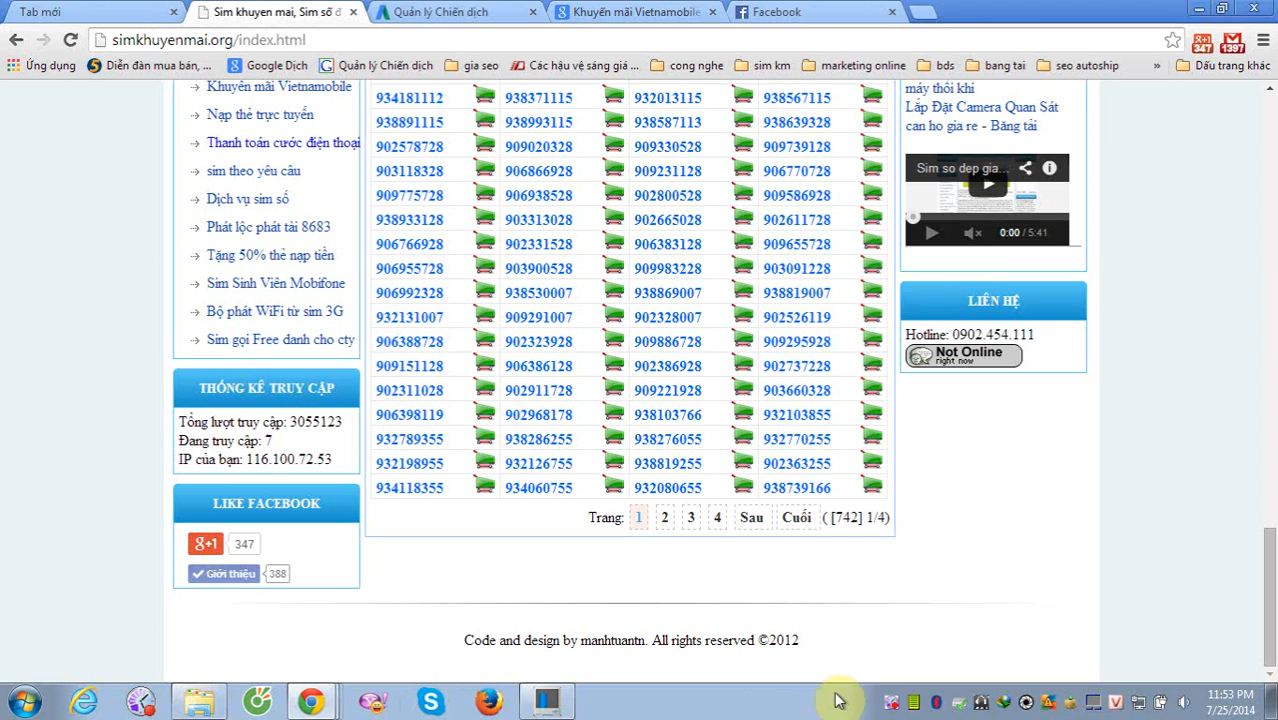 Tab mới
Sim khuyen mai, Sim số đ
Quản lý Chiến dịch
Khuyến mãi Vietnamobile
Facebook
simkhuyenmai.org/index.html
347
1397
Ứng dụng
Diễn đàn mua bán, ...
Google Dịch
Quản lý Chiến dịch
gia seo
Các hậu vệ sáng giá ...
cong nghe
sim km
marketing online
bds
bang tai
seo autoship
»
Dấu trang khác
Khuyến mãi Vietnamobile
Nạp thẻ trực tuyến
Thanh toán cước điện thoại
sim theo yêu cầu
Dịch vụ sim số
Phát lộc phát tài 8683
Tặng 50% thẻ nạp tiền
Sim Sinh Viên Mobifone
Bộ phát WiFi từ sim 3G
Sim gọi Free dành cho cty
THỐNG KÊ TRUY CẬP
Tổng lượt truy cập: 3055123
Đang truy cập: 7
IP của bạn: 116.100.72.53
LIKE FACEBOOK
g+1 347
Giới thiệu 388
934181112 938371115 932013115 938567115
938891115 938993115 938587113 938639328
902578728 909020328 909330528 909739128
903118328 906866928 909231128 906770328
909775728 906938528 902800528 909586928
938933128 903313028 902665028 902611728
906766928 902331528 906383128 909655728
906955728 903900528 909983228 903091228
906992328 938530007 938869007 938819007
932131007 909291007 902328007 902526119
906388728 902323928 909886728 909295928
909151128 906386128 902386928 902737228
902311028 902911728 909221928 903660328
906398119 902968178 938103766 932103855
932789355 938286255 938276055 932770255
932198955 932126755 938819255 902363255
934118355 934060755 932080655 938739166
Trang: 1 2 3 4 Sau Cuối ( [742] 1/4)
máy thổi khí
Lắp Đặt Camera Quan Sát
can ho gia re - Băng tải
Sim so dep gia...
0:00 / 5:41
LIÊN HỆ
Hotline: 0902.454.111
Not Online
right now
Code and design by manhtuantn. All rights reserved ©2012
11:53 PM
7/25/2014